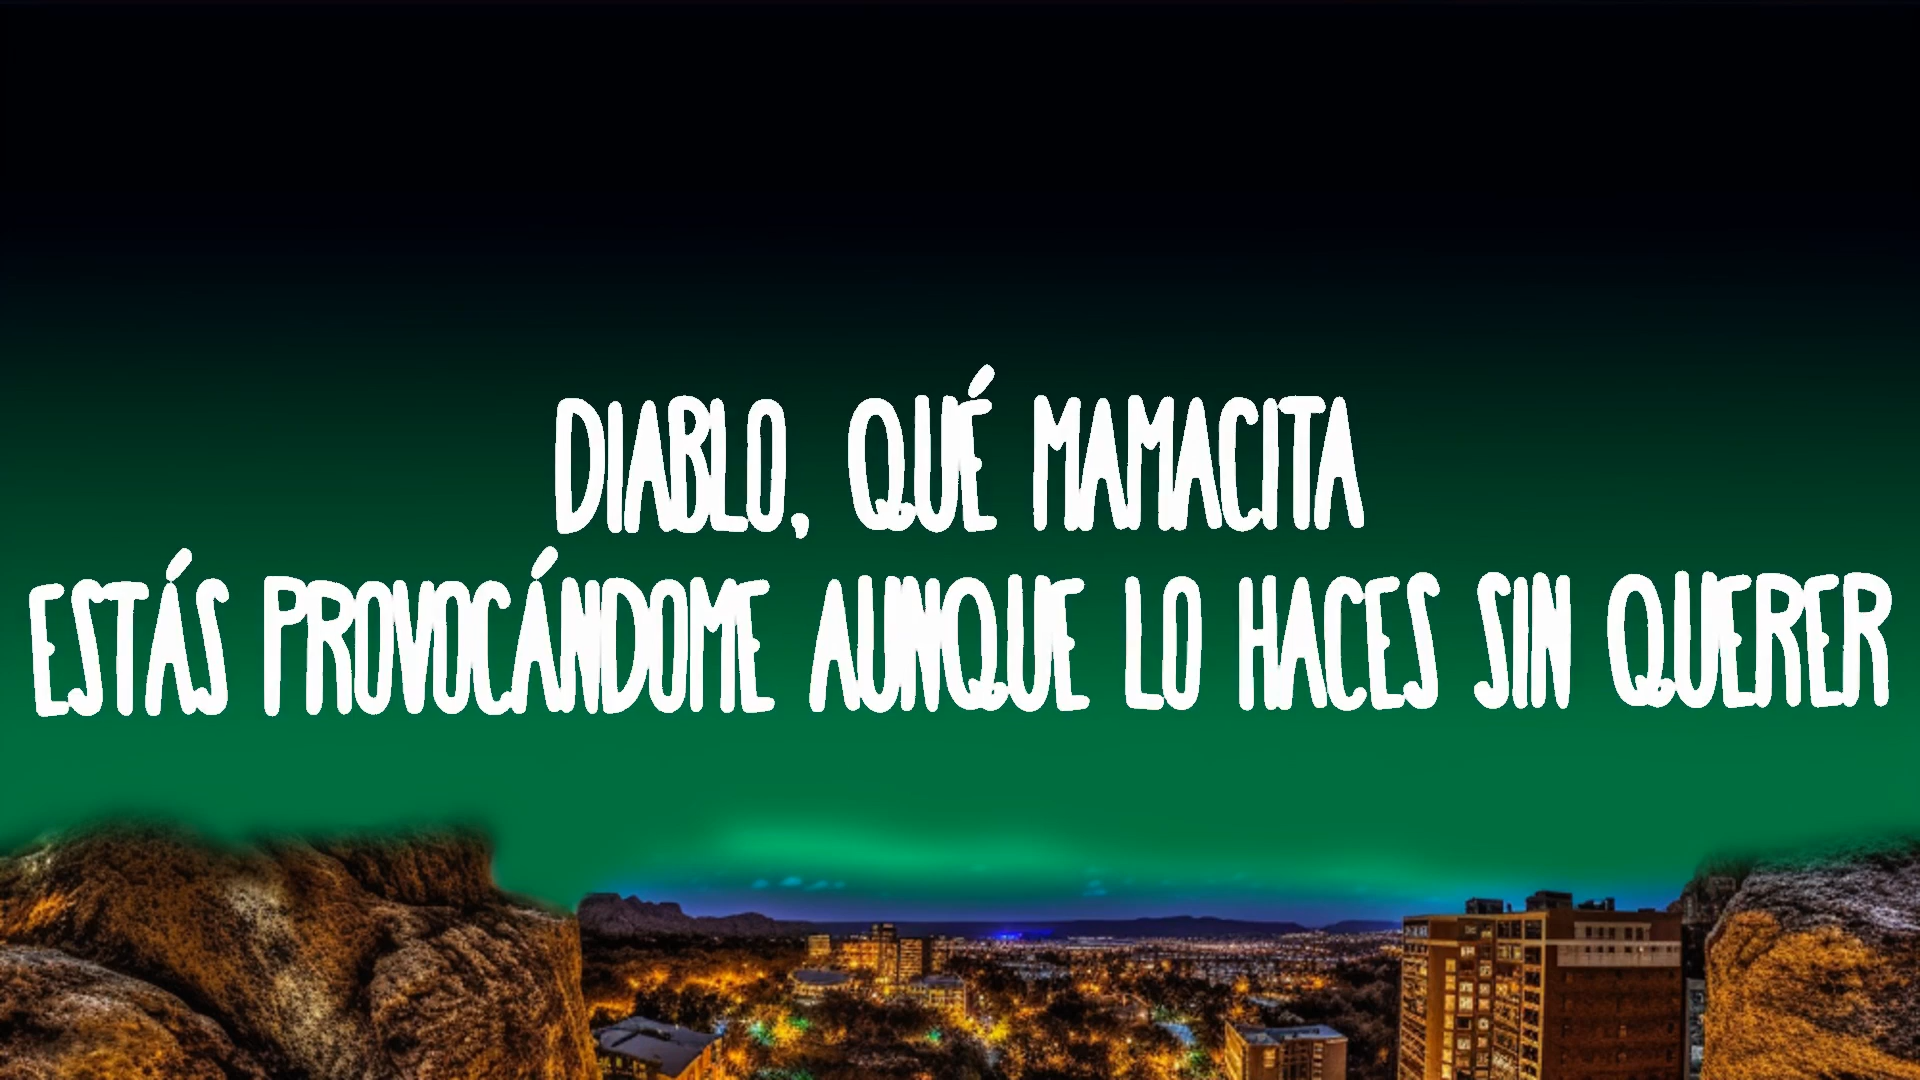 DIABLO, QUÉ MAMACITA
ESTÁS PROVOCÁNDOME AUNQUE LO HACES SIN QUERER